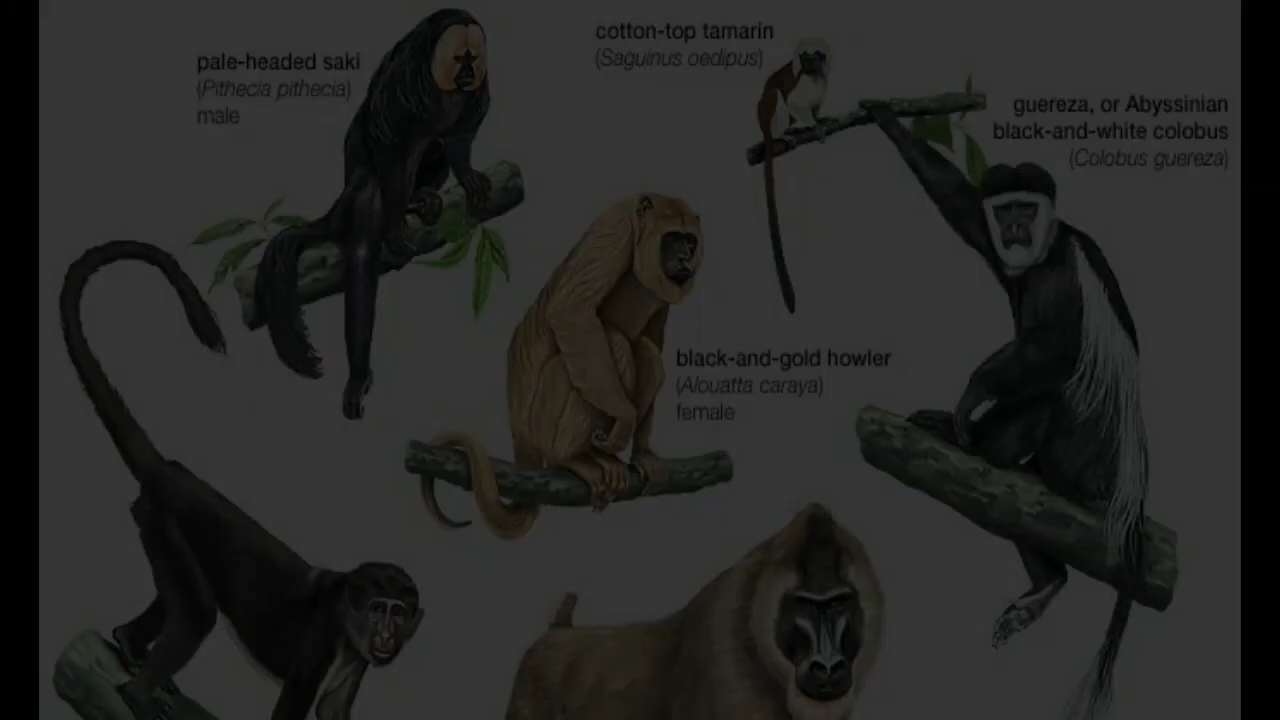 pale-headed saki
(Pithecia pithecia)
male
cotton-top tamarin
(Saguinus oedipus)
guereza, or Abyssinian
black-and-white colobus
(Colobus guereza)
black-and-gold howler
(Alouatta caraya)
female